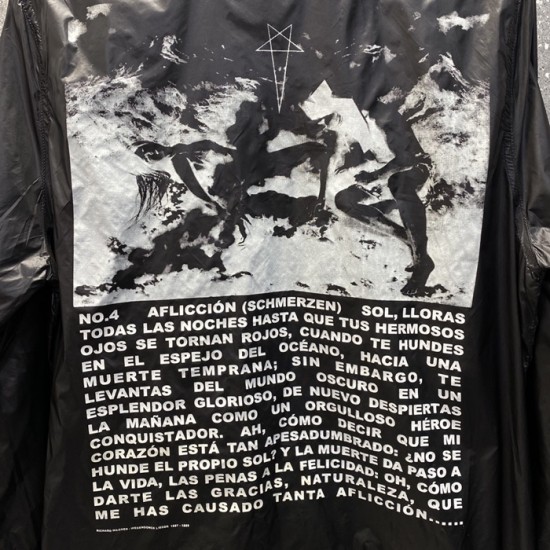 NO.4 AFLICCIÓN (SCHMERZEN) SOL, LLORAS
TODAS LAS NOCHES HASTA QUE TUS HERMOSOS
OJOS SE TORNAN ROJOS, CUANDO TE HUNDES
EN EL ESPEJO DEL OCÉANO, HACIA UNA
MUERTE TEMPRANA; SIN EMBARGO, TE
LEVANTAS DEL MUNDO OSCURO EN UN
ESPLENDOR GLORIOSO, DE NUEVO DESPIERTAS
LA MAÑANA COMO UN ORGULLOSO HÉROE
CONQUISTADOR. AH, CÓMO DECIR QUE MI
CORAZÓN ESTÁ TAN APESADUMBRADO: ¿NO SE
HUNDE EL PROPIO SOL? Y LA MUERTE DA PASO A
LA VIDA, LAS PENAS A LA FELICIDAD: OH, CÓMO
DARTE LAS GRACIAS, NATURALEZA, QUE
ME HAS CAUSADO TANTA AFLICCIÓN......